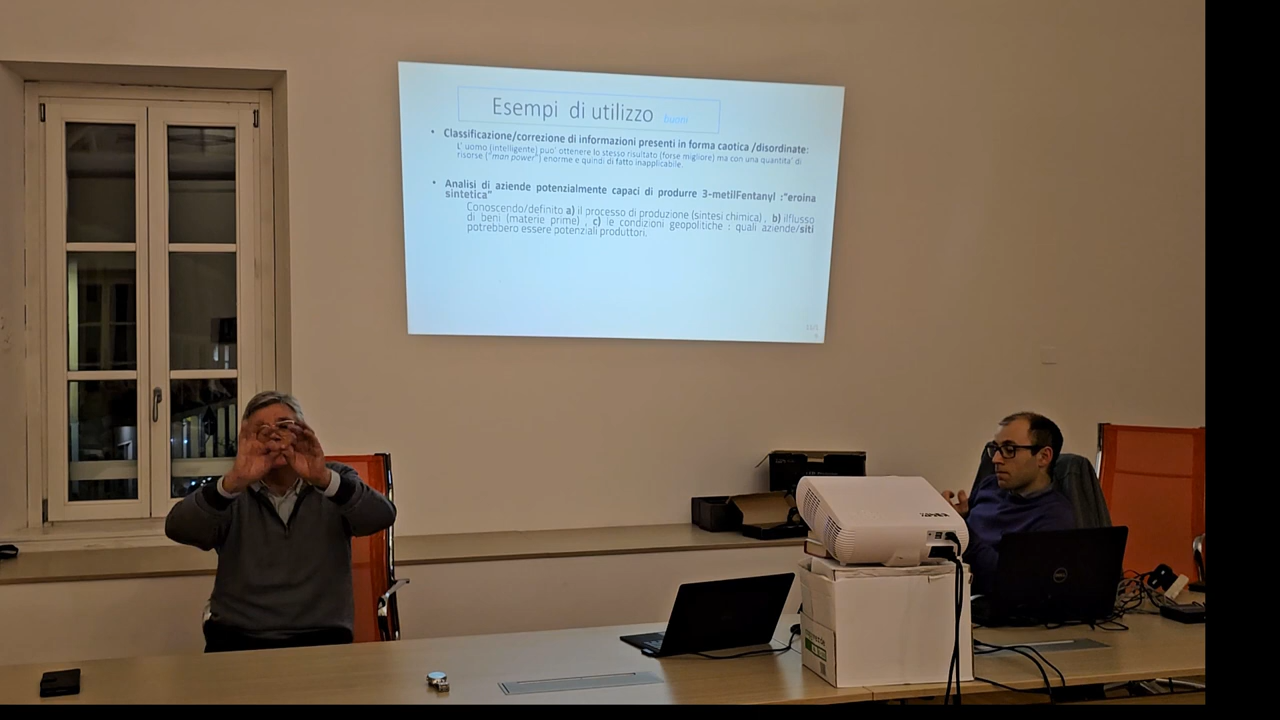 Esempi di utilizzo buoni
• Classificazione/correzione di informazioni presenti in forma caotica /disordinate:
L' uomo (intelligente) puo' ottenere lo stesso risultato (forse migliore) ma con una quantita' di
risorse ("man power") enorme e quindi di fatto inapplicabile.
• Analisi di aziende potenzialmente capaci di produrre 3-metilFentanyl :"eroina
sintetica"
Conoscendo/definito a) il processo di produzione (sintesi chimica) , b) ilflusso
di beni (materie prime) , c) le condizioni geopolitiche : quali aziende/siti
potrebbero essere potenziali produttori.
DELL